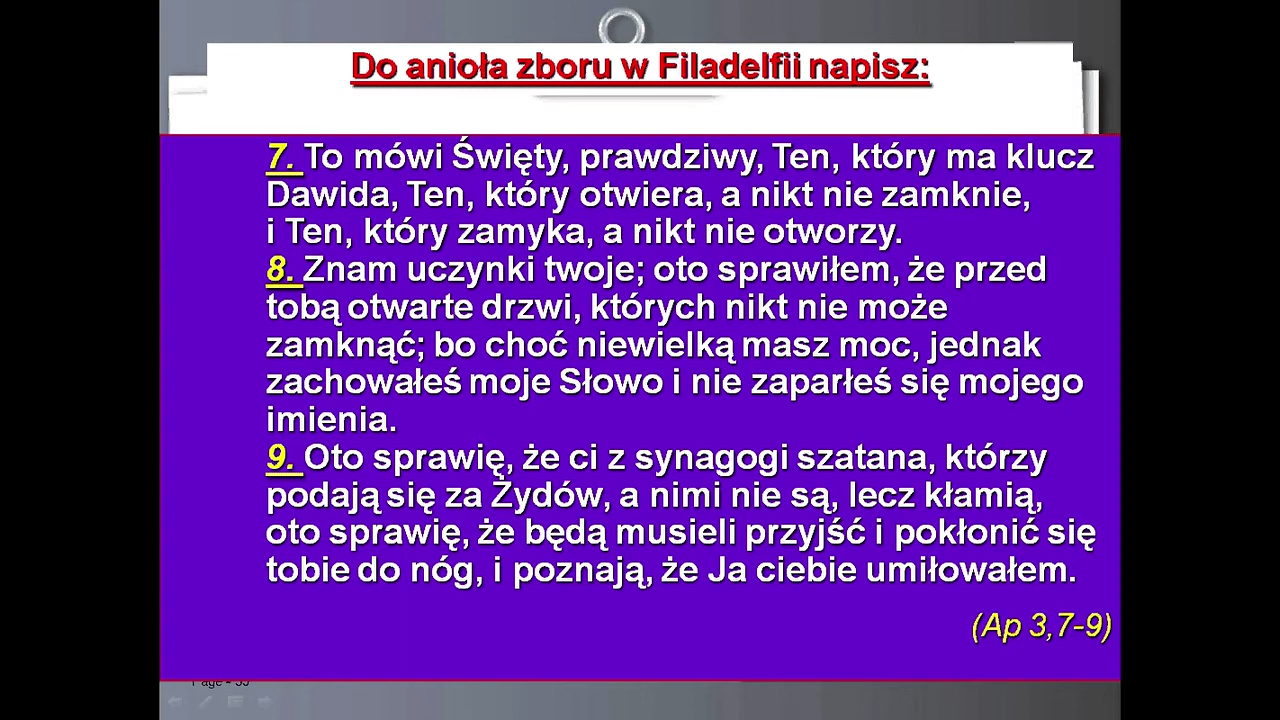 Do anioła zboru w Filadelfii napisz:
7. To mówi Święty, prawdziwy, Ten, który ma klucz
Dawida, Ten, który otwiera, a nikt nie zamknie,
i Ten, który zamyka, a nikt nie otworzy.
8. Znam uczynki twoje; oto sprawiłem, że przed
tobą otwarte drzwi, których nikt nie może
zamknąć; bo choć niewielką masz moc, jednak
zachowałeś moje Słowo i nie zaparłeś się mojego
imienia.
9. Oto sprawię, że ci z synagogi szatana, którzy
podają się za Żydów, a nimi nie są, lecz kłamią,
oto sprawię, że będą musieli przyjść i pokłonić się
tobie do nóg, i poznają, że Ja ciebie umiłowałem.
(Ap 3,7-9)